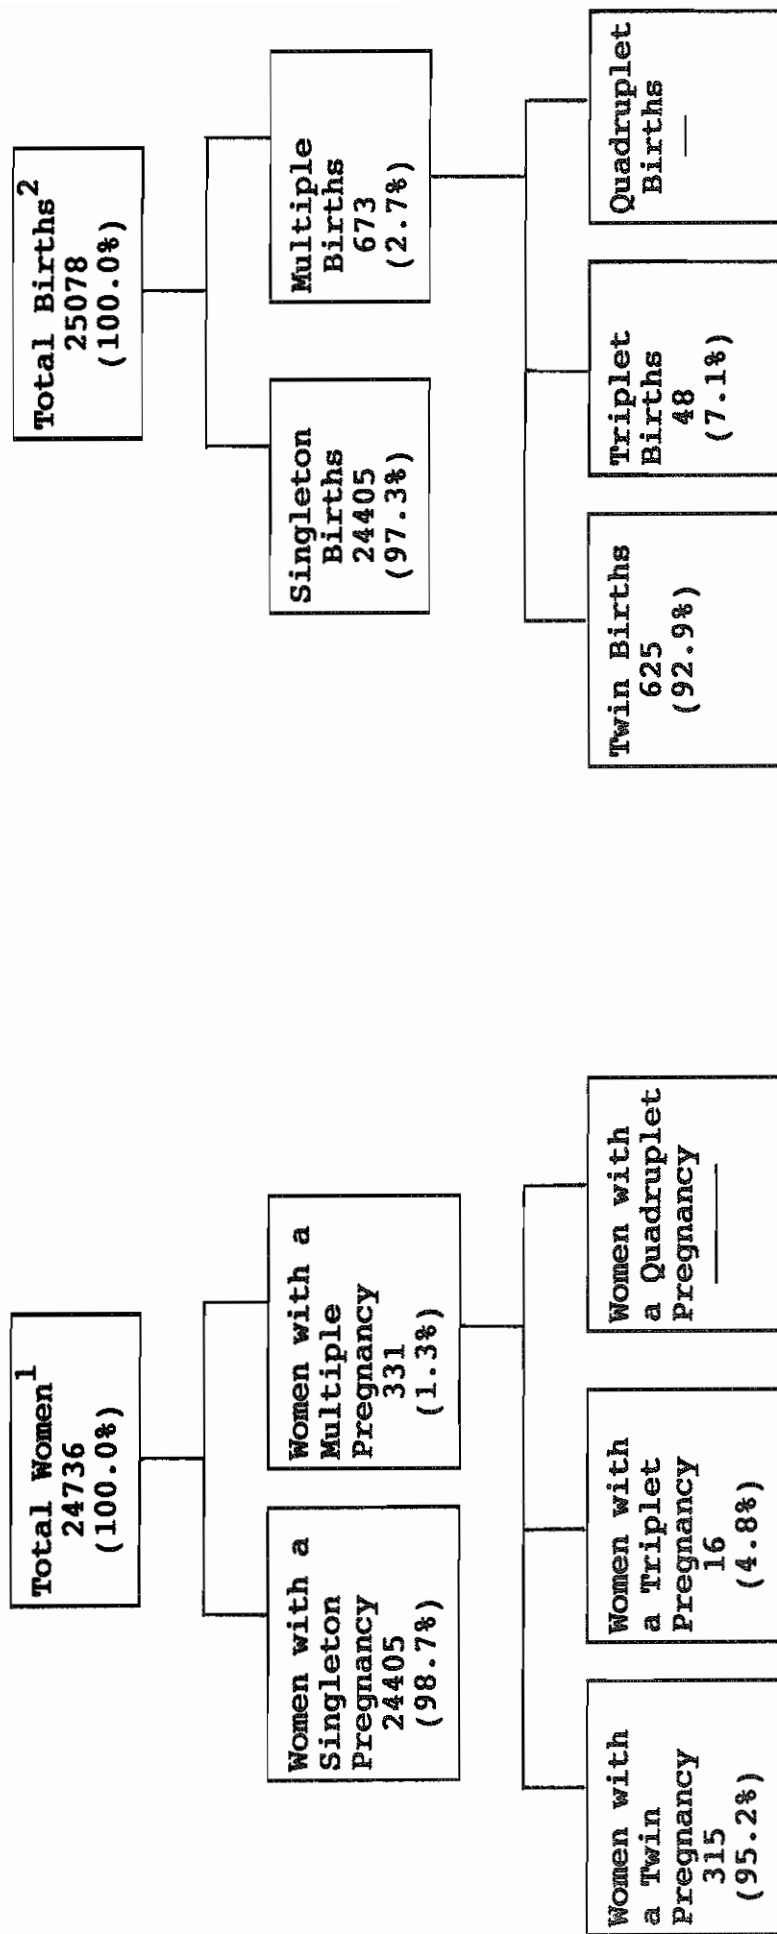 Total Women1
24736
(100.0%)
Women with a
Singleton
Pregnancy
24405
(98.7%)
Women with a
Multiple
Pregnancy
331
(1.3%)
Women with
a Twin
Pregnancy
315
(95.2%)
Women with
a Triplet
Pregnancy
16
(4.8%)
Women with
a Quadruplet
Pregnancy
—
Total Births2
25078
(100.0%)
Singleton
Births
24405
(97.3%)
Multiple
Births
673
(2.7%)
Twin Births
625
(92.9%)
Triplet
Births
48
(7.1%)
Quadruplet
Births
—